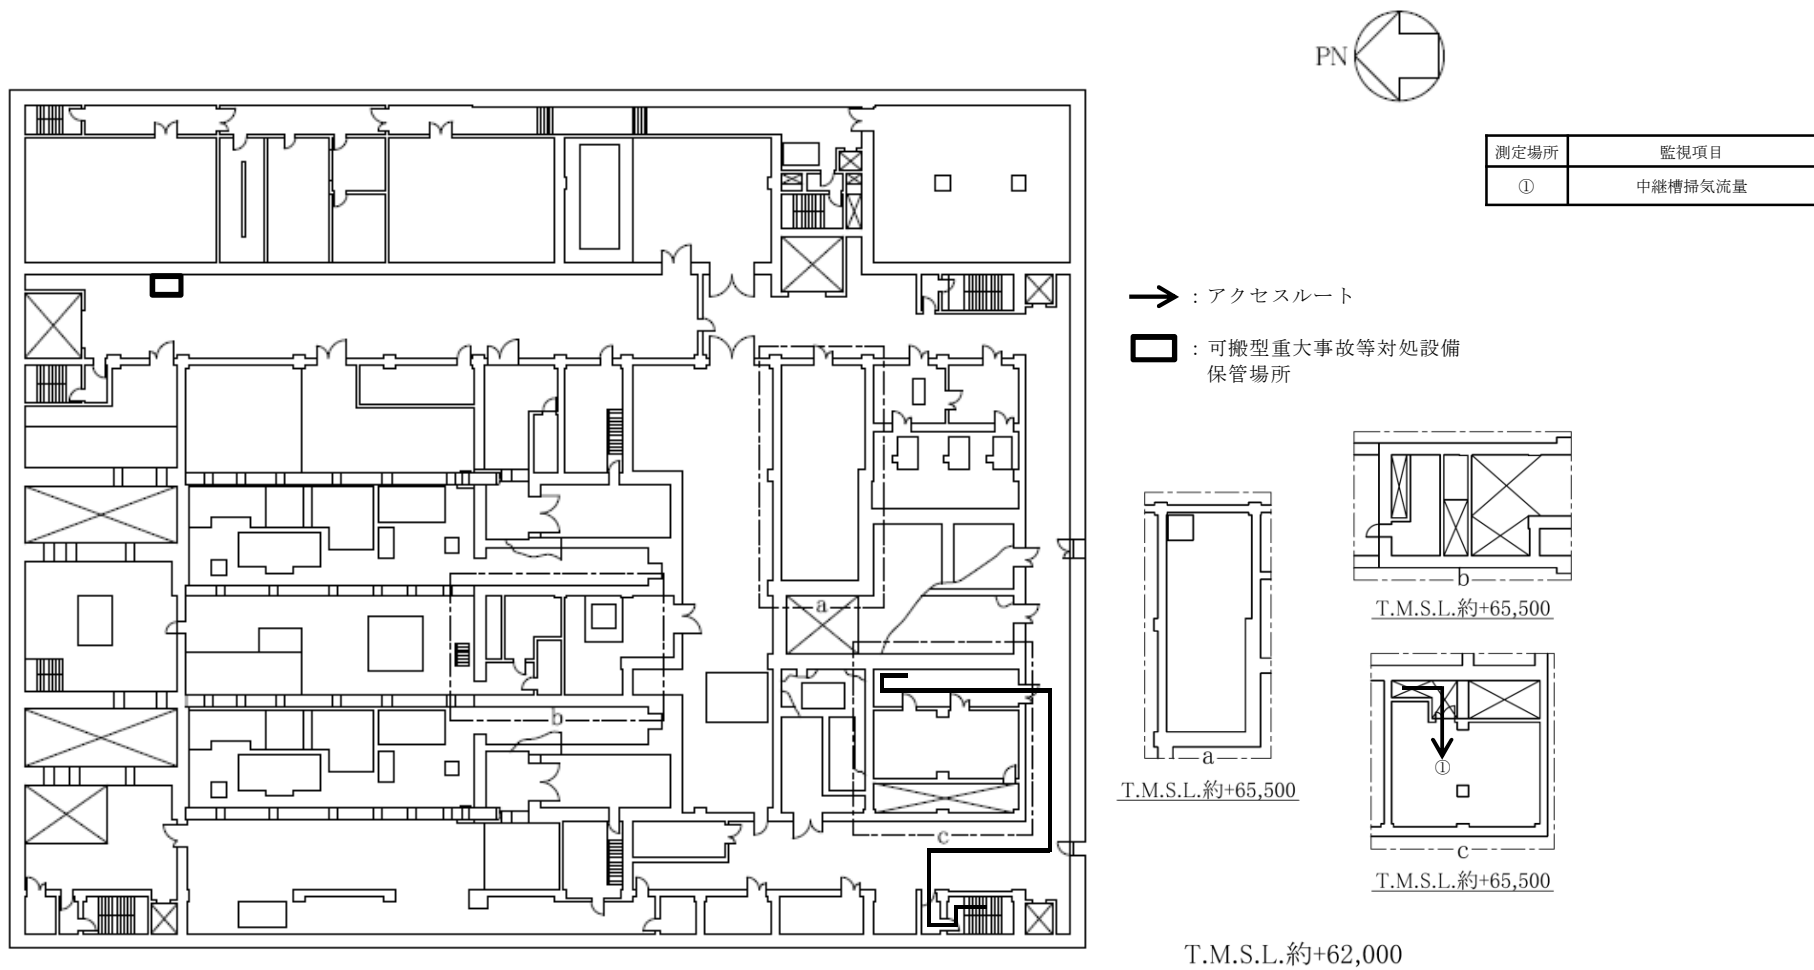 PN
測定場所 監視項目
① 中継槽掃気流量
：アクセスルート
：可搬型重大事故等対処設備
保管場所
a
b
c
a
T.M.S.L.約+65,500
b
T.M.S.L.約+65,500
①
c
T.M.S.L.約+65,500
T.M.S.L.約+62,000